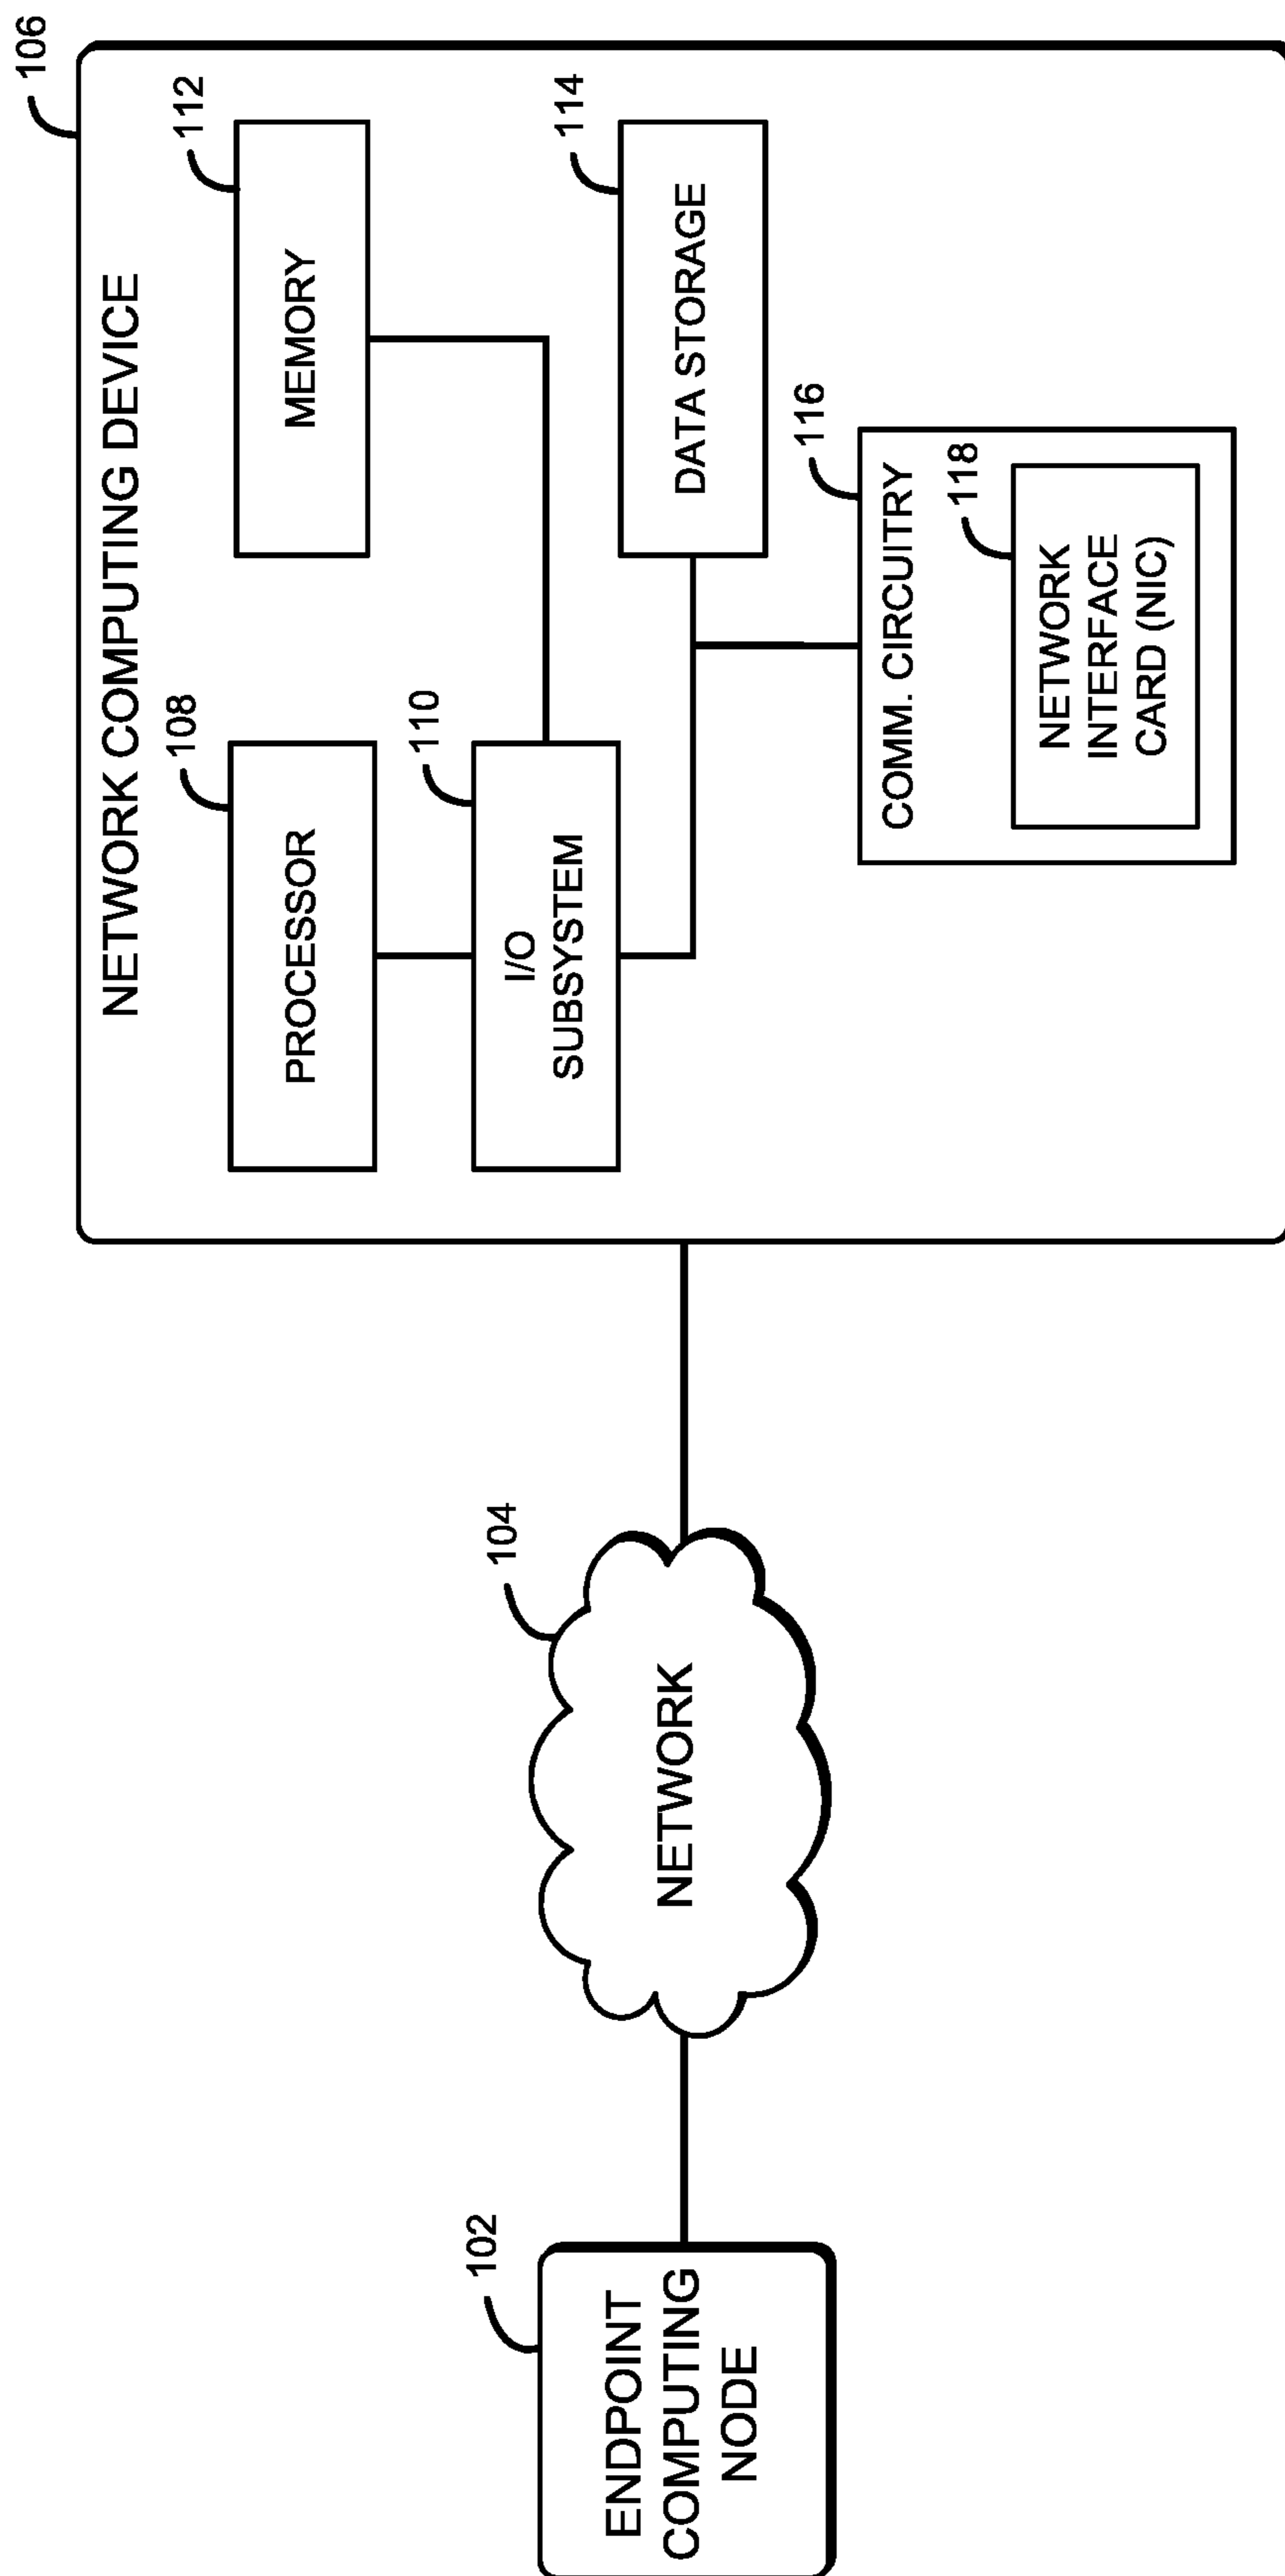 106
NETWORK COMPUTING DEVICE
108
PROCESSOR
112
MEMORY
110
I/O
SUBSYSTEM
114
DATA STORAGE
116
COMM. CIRCUITRY
118
NETWORK
INTERFACE
CARD (NIC)
104
NETWORK
102
ENDPOINT
COMPUTING
NODE